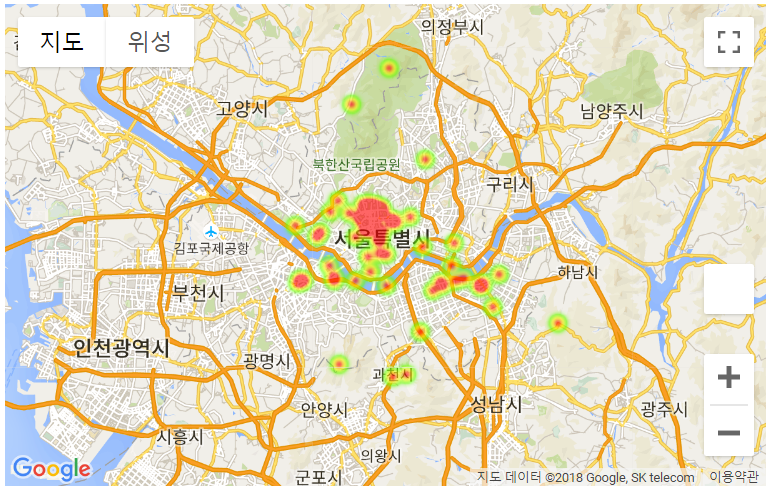 지도
위성
의정부시
고양시
남양주시
북한산국립공원
구리시
서울특별시
김포국제공항
하남시
부천시
인천광역시
광명시
과천시
안양시
성남시
광주시
시흥시
의왕시
군포시
Google
지도 데이터 ©2018 Google, SK telecom
이용약관